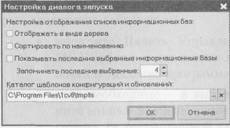 Настройка диалога запуска
Настройка отображения списка информационных баз:
Отображать в виде дерева
Сортировать по наименованию
Показывать последние выбранные информационные базы
Запоминать последние выбранные: 4
Каталог шаблонов конфигураций и обновлений:
C:\Program Files\1cv8\tmplts
OK Отмена